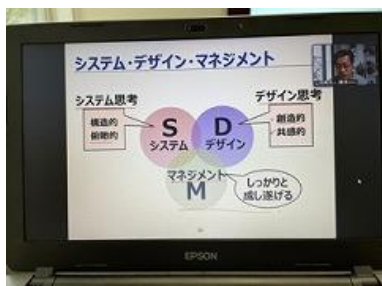 システム・デザイン・マネジメント
システム思考
構造的
俯瞰的
デザイン思考
創造的
共感的
S
システム
D
デザイン
マネジメント
M
しっかりと
成し遂げる
EPSON